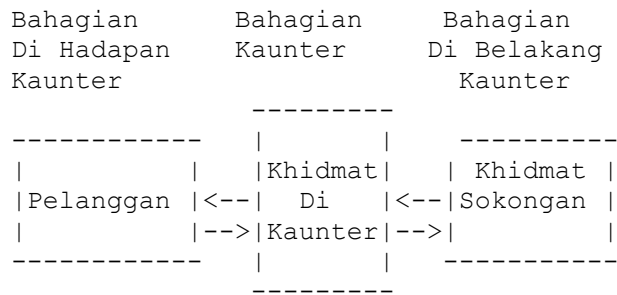 Bahagian Bahagian Bahagian
Di Hadapan Kaunter Di Belakang
Kaunter Kaunter
Khidmat Khidmat
Pelanggan Di Sokongan
Kaunter